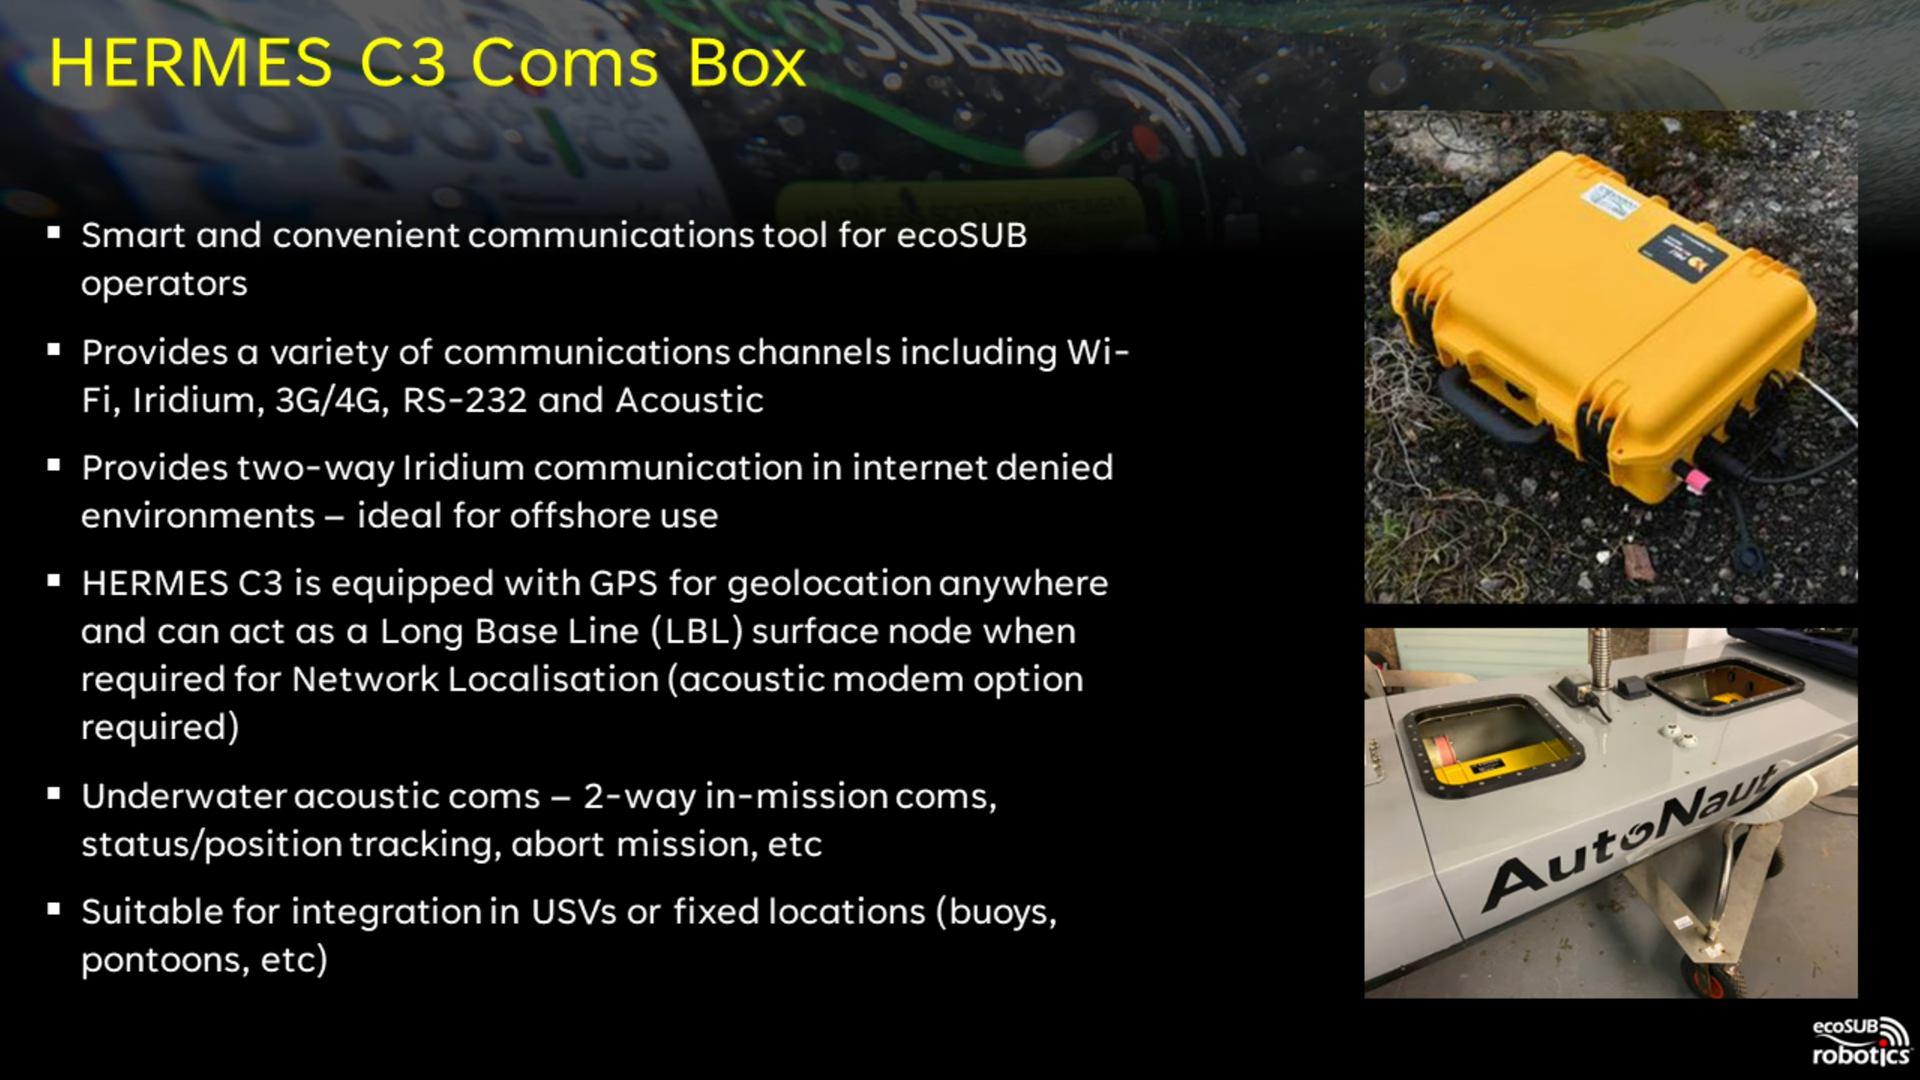 HERMES C3 Coms Box
ecoSUBm5
robotics
▪ Smart and convenient communications tool for ecoSUB
operators
▪ Provides a variety of communications channels including Wi-
Fi, Iridium, 3G/4G, RS-232 and Acoustic
▪ Provides two-way Iridium communication in internet denied
environments – ideal for offshore use
▪ HERMES C3 is equipped with GPS for geolocation anywhere
and can act as a Long Base Line (LBL) surface node when
required for Network Localisation (acoustic modem option
required)
▪ Underwater acoustic coms – 2-way in-mission coms,
status/position tracking, abort mission, etc
▪ Suitable for integration in USVs or fixed locations (buoys,
pontoons, etc)
AutoNaut
ecoSUB
robotics